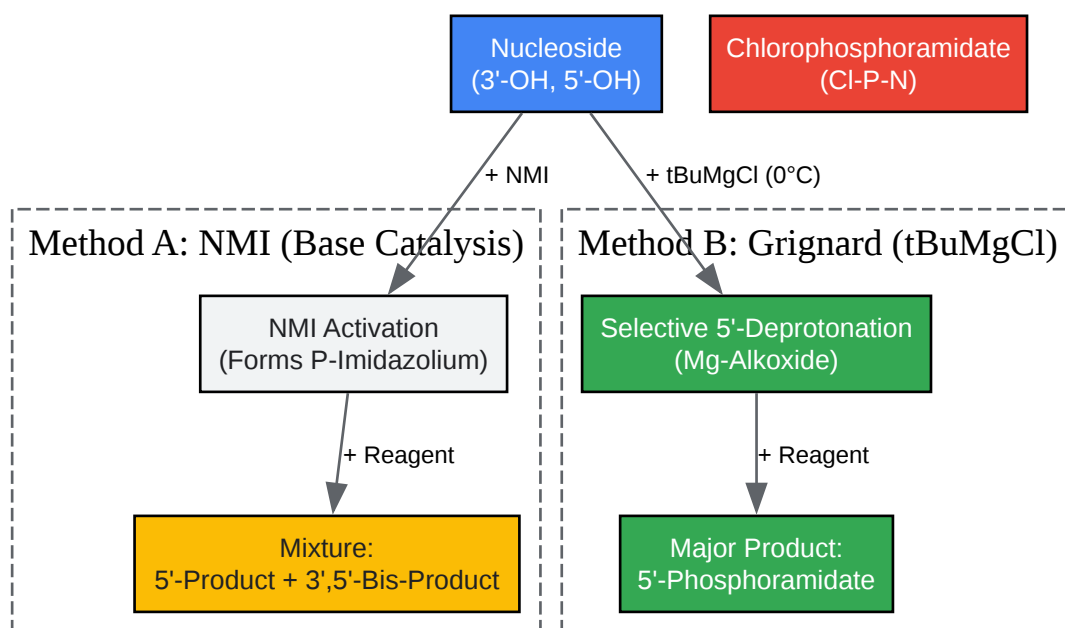 Nucleoside
(3'-OH, 5'-OH)
Chlorophosphoramidate
(Cl-P-N)
+ NMI
+ tBuMgCl (0°C)
Method A: NMI (Base Catalysis)
Method B: Grignard (tBuMgCl)
NMI Activation
(Forms P-Imidazolium)
Selective 5'-Deprotonation
(Mg-Alkoxide)
+ Reagent
+ Reagent
Mixture:
5'-Product + 3',5'-Bis-Product
Major Product:
5'-Phosphoramidate